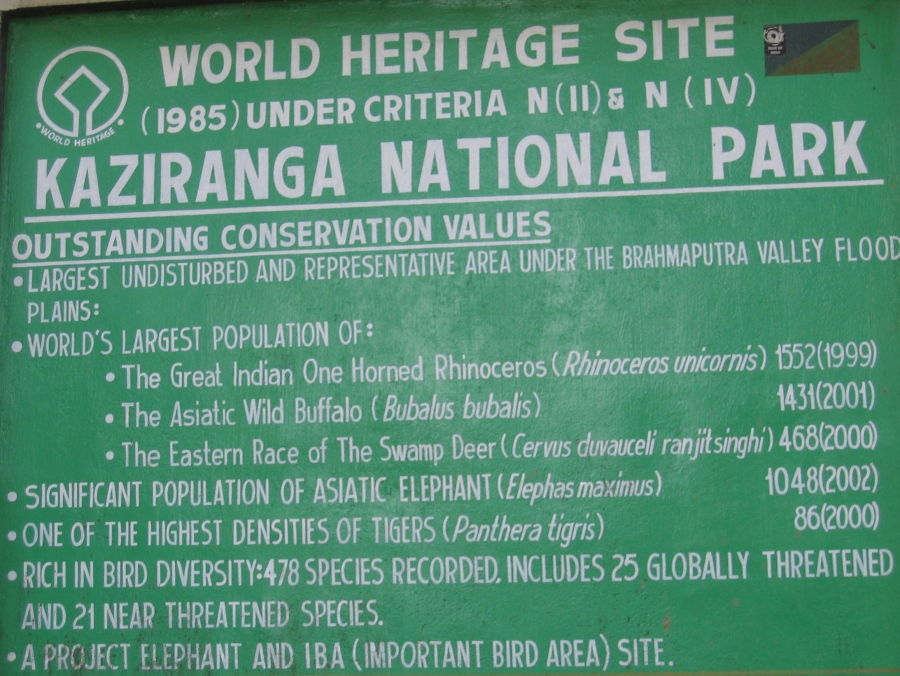 WORLD HERITAGE SITE
WORLD HERITAGE
(1985) UNDER CRITERIA N(II) & N (IV)
KAZIRANGA NATIONAL PARK
OUTSTANDING CONSERVATION VALUES
• LARGEST UNDISTURBED AND REPRESENTATIVE AREA UNDER THE BRAHMAPUTRA VALLEY FLOOD
PLAINS:
• WORLD'S LARGEST POPULATION OF:
• The Great Indian One Horned Rhinoceros (Rhinoceros unicornis) 1552(1999)
• The Asiatic Wild Buffalo (Bubalus bubalis) 1431(2001)
• The Eastern Race of The Swamp Deer (Cervus duvauceli ranjitsinghi) 468(2000)
• SIGNIFICANT POPULATION OF ASIATIC ELEPHANT (Elephas maximus) 1048(2002)
• ONE OF THE HIGHEST DENSITIES OF TIGERS (Panthera tigris) 86(2000)
• RICH IN BIRD DIVERSITY:478 SPECIES RECORDED. INCLUDES 25 GLOBALLY THREATENED
AND 21 NEAR THREATENED SPECIES.
• A PROJECT ELEPHANT AND IBA (IMPORTANT BIRD AREA) SITE.